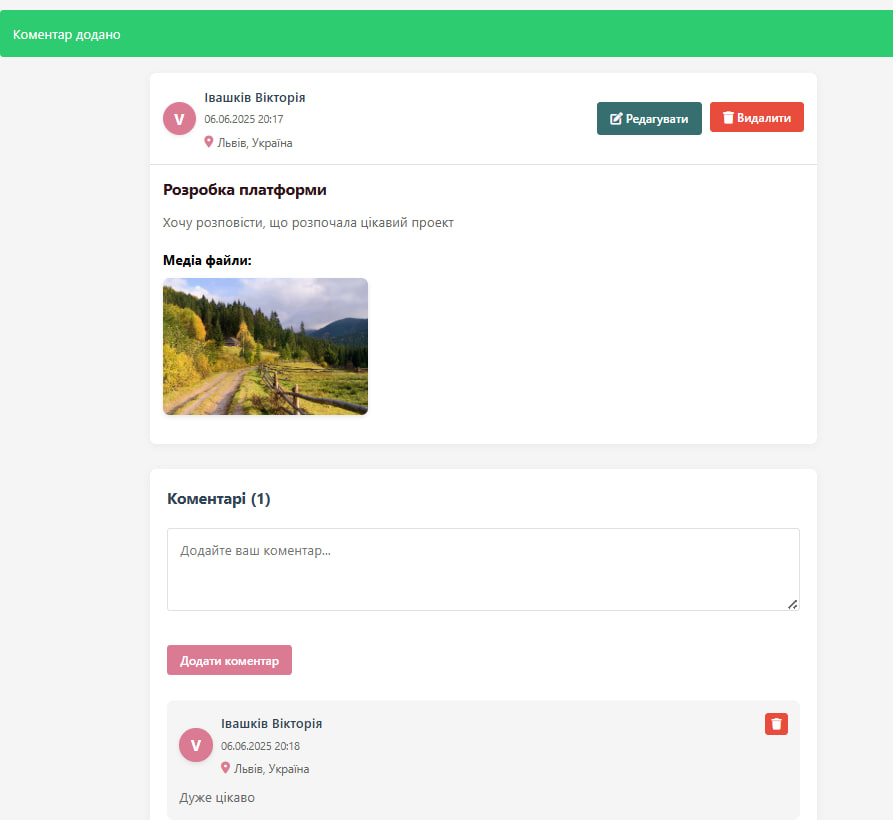 Коментар додано
V
Івашків Вікторія
06.06.2025 20:17
Львів, Україна
Редагувати
Видалити
Розробка платформи
Хочу розповісти, що розпочала цікавий проект
Медіа файли:
Коментарі (1)
Додайте ваш коментар...
Додати коментар
V
Івашків Вікторія
06.06.2025 20:18
Львів, Україна
Дуже цікаво